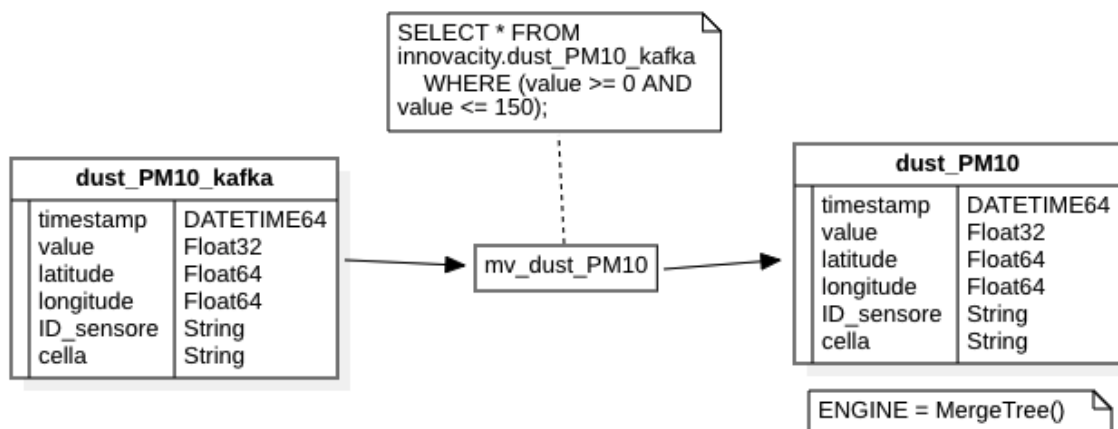 SELECT * FROM
innovacity.dust_PM10_kafka
WHERE (value >= 0 AND
value <= 150);
dust_PM10_kafka
timestamp DATETIME64
value Float32
latitude Float64
longitude Float64
ID_sensore String
cella String
mv_dust_PM10
dust_PM10
timestamp DATETIME64
value Float32
latitude Float64
longitude Float64
ID_sensore String
cella String
ENGINE = MergeTree()